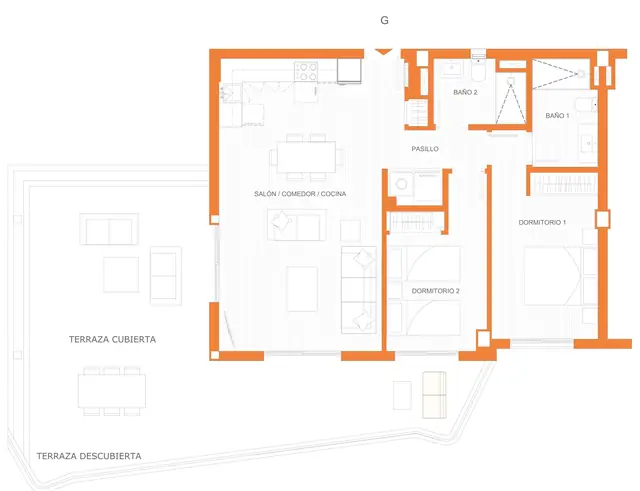 G
BAÑO 2
BAÑO 1
PASILLO
SALÓN / COMEDOR / COCINA
DORMITORIO 1
DORMITORIO 2
TERRAZA CUBIERTA
TERRAZA DESCUBIERTA